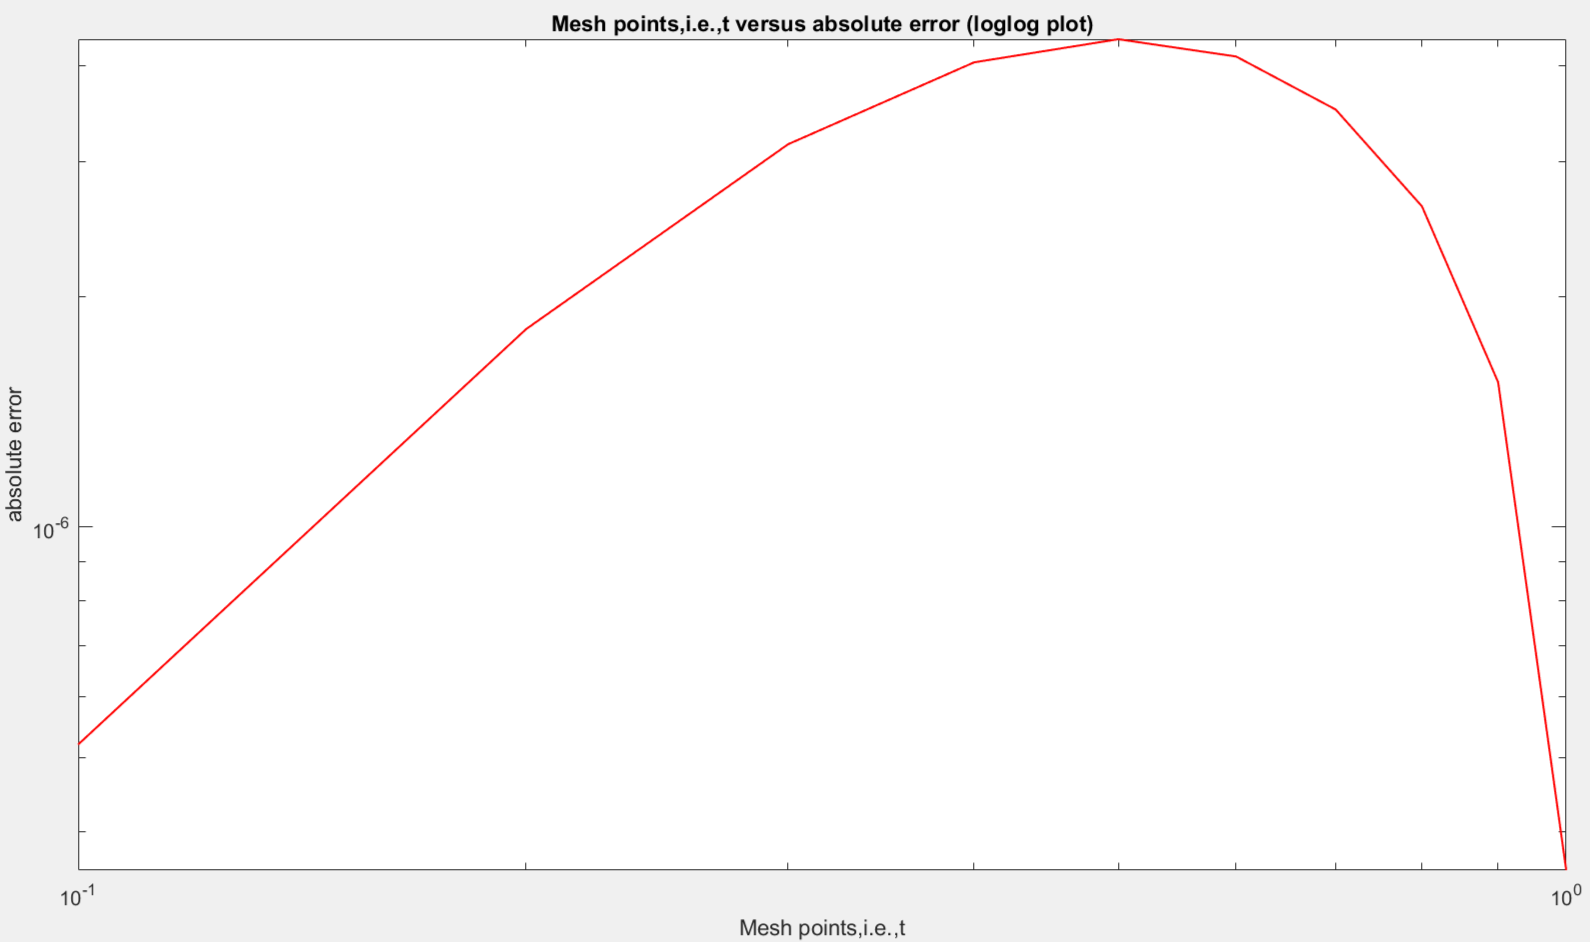 Mesh points,i.e.,t versus absolute error (loglog plot)
absolute error
10^-6
10^-1
10^0
Mesh points,i.e.,t